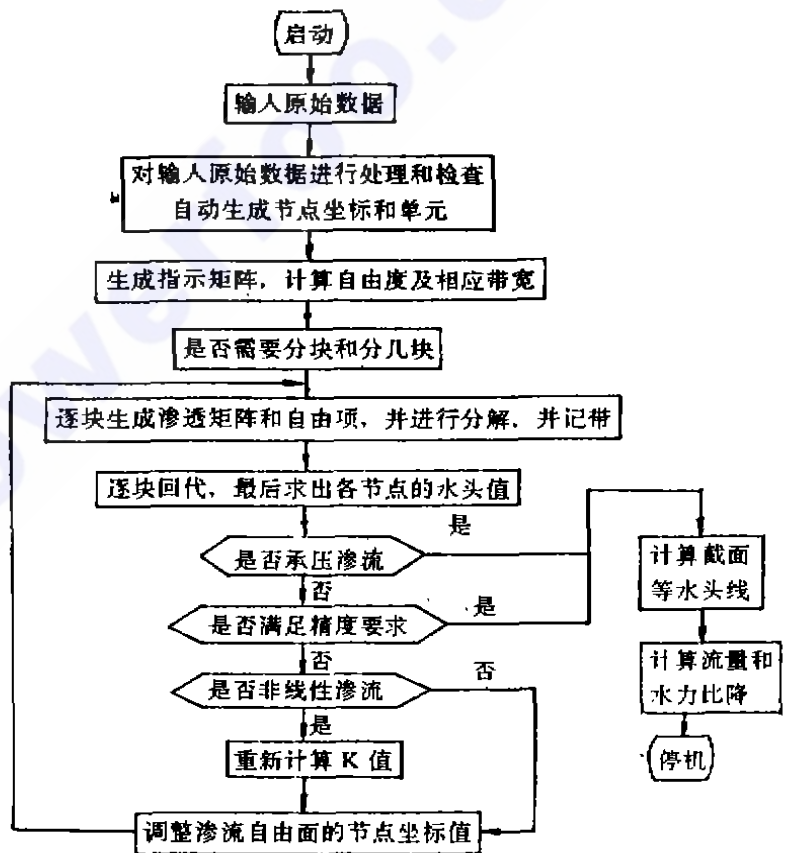 启动
输人原始数据
对输人原始数据进行处理和检查
自动生成节点坐标和单元
生成指示矩阵，计算自由度及相应带宽
是否需要分块和分几块
逐块生成渗透矩阵和自由项，并进行分解，并记带
逐块回代，最后求出各节点的水头值
是否承压渗流
是
否
是否满足精度要求
是
否
是否非线性渗流
否
是
重新计算 K 值
调整渗流自由面的节点坐标值
计算截面
等水头线
计算流量和
水力比降
停机